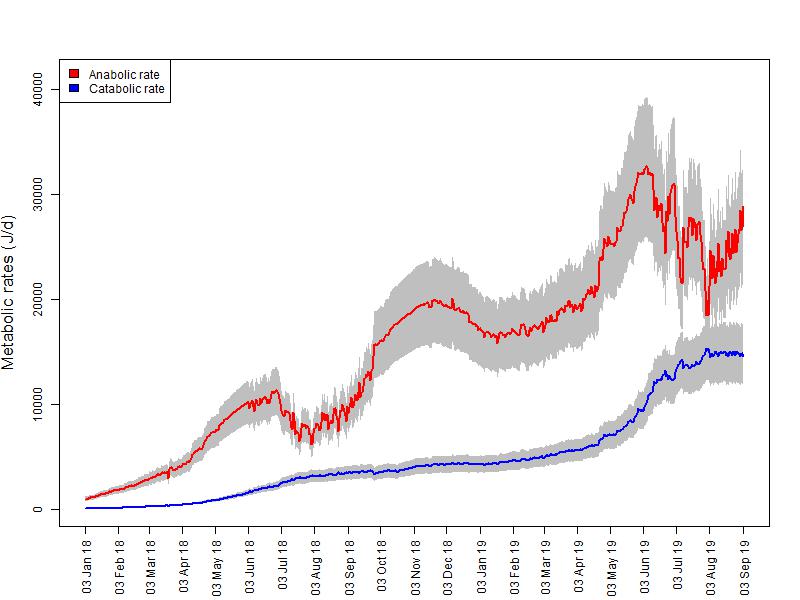 Anabolic rate
Catabolic rate
Metabolic rates (J/d)
40000
30000
20000
10000
0
03 Jan 18
03 Feb 18
03 Mar 18
03 Apr 18
03 May 18
03 Jun 18
03 Jul 18
03 Aug 18
03 Sep 18
03 Oct 18
03 Nov 18
03 Dec 18
03 Jan 19
03 Feb 19
03 Mar 19
03 Apr 19
03 May 19
03 Jun 19
03 Jul 19
03 Aug 19
03 Sep 19